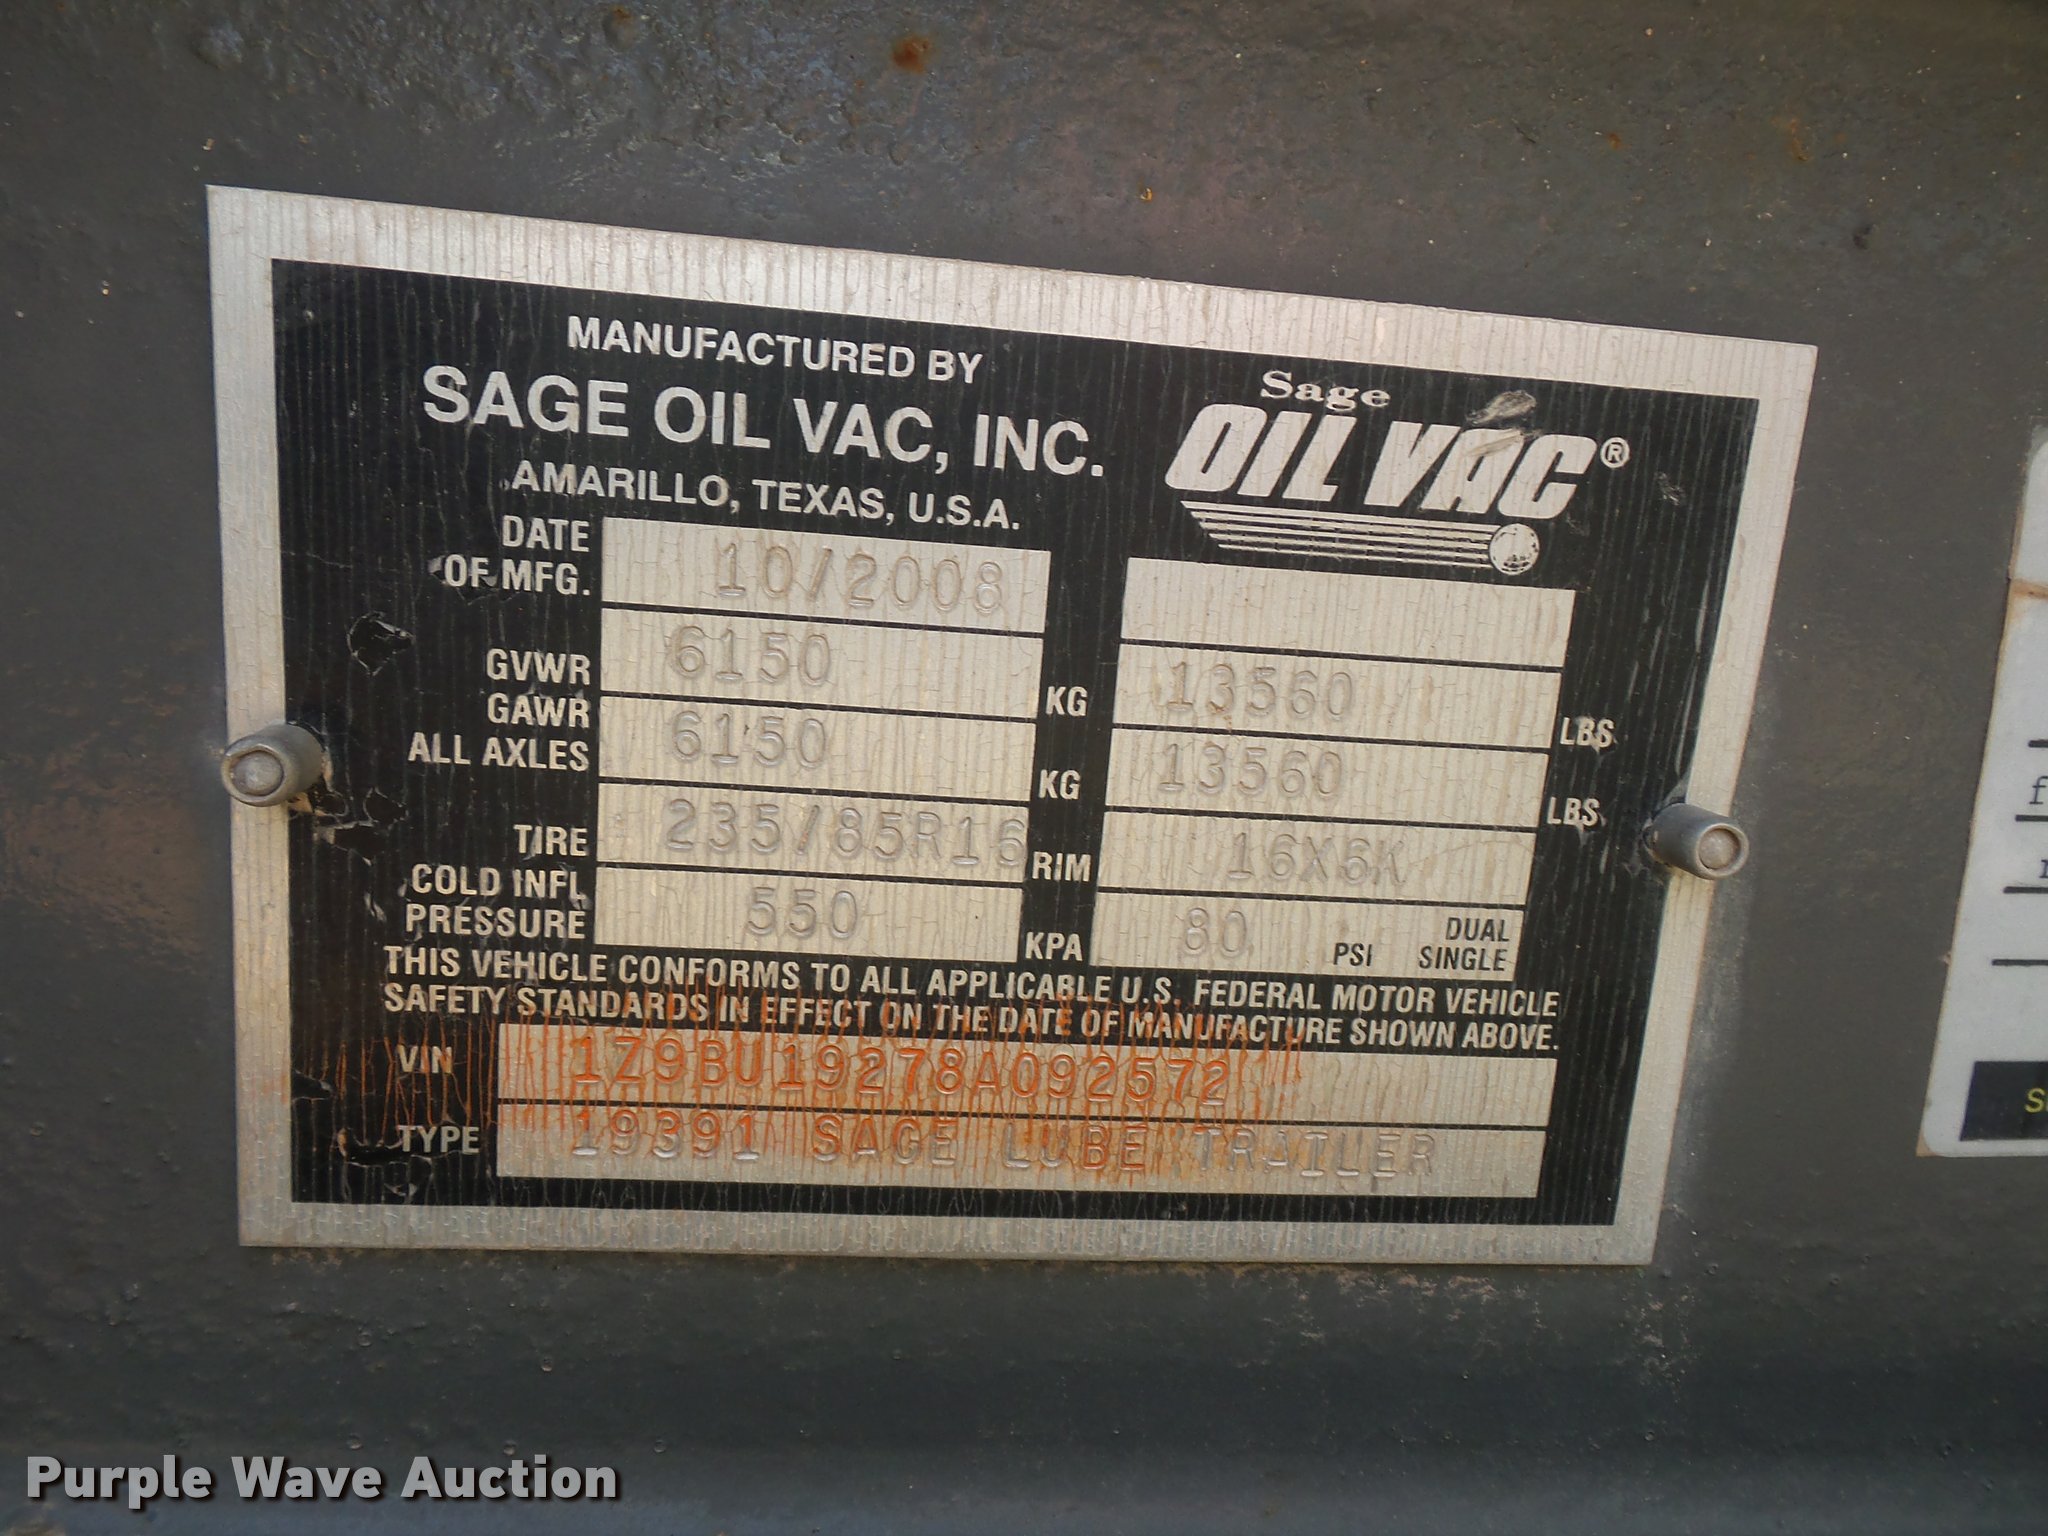 MANUFACTURED BY
SAGE OIL VAC, INC.
AMARILLO, TEXAS, U.S.A.
Sage
OIL VAC®
DATE
OF MFG. 10/2008
GVWR 6150 KG 13560 LBS
GAWR
ALL AXLES 6150 KG 13560 LBS
TIRE 235/85R16 RIM 16X6K
COLD INFL
PRESSURE 550 KPA 80 PSI DUAL
SINGLE
THIS VEHICLE CONFORMS TO ALL APPLICABLE U.S. FEDERAL MOTOR VEHICLE
SAFETY STANDARDS IN EFFECT ON THE DATE OF MANUFACTURE SHOWN ABOVE.
VIN 1Z9BU19278A092572
TYPE 19391 SAGE LUBE TRAILER
Purple Wave Auction